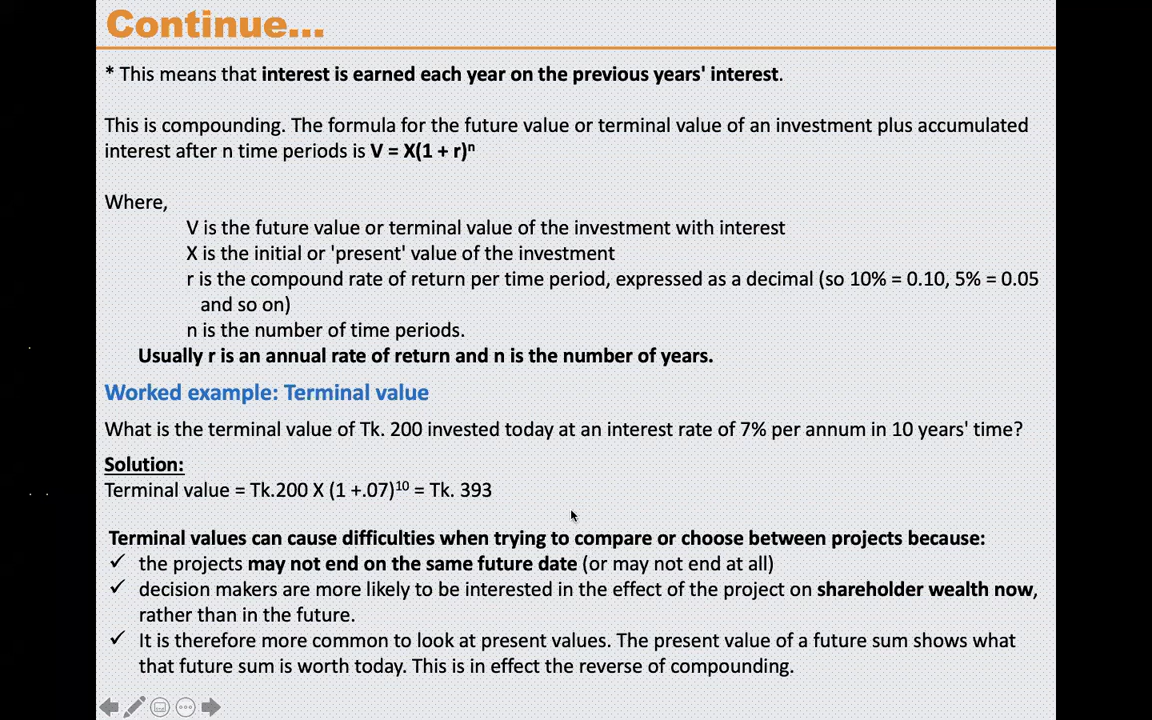 Continue...
* This means that interest is earned each year on the previous years' interest.
This is compounding. The formula for the future value or terminal value of an investment plus accumulated
interest after n time periods is V = X(1 + r)ⁿ
Where,
V is the future value or terminal value of the investment with interest
X is the initial or 'present' value of the investment
r is the compound rate of return per time period, expressed as a decimal (so 10% = 0.10, 5% = 0.05
and so on)
n is the number of time periods.
Usually r is an annual rate of return and n is the number of years.
Worked example: Terminal value
What is the terminal value of Tk. 200 invested today at an interest rate of 7% per annum in 10 years' time?
Solution:
Terminal value = Tk.200 X (1 +.07)¹⁰ = Tk. 393
Terminal values can cause difficulties when trying to compare or choose between projects because:
✓ the projects may not end on the same future date (or may not end at all)
✓ decision makers are more likely to be interested in the effect of the project on shareholder wealth now,
rather than in the future.
✓ It is therefore more common to look at present values. The present value of a future sum shows what
that future sum is worth today. This is in effect the reverse of compounding.